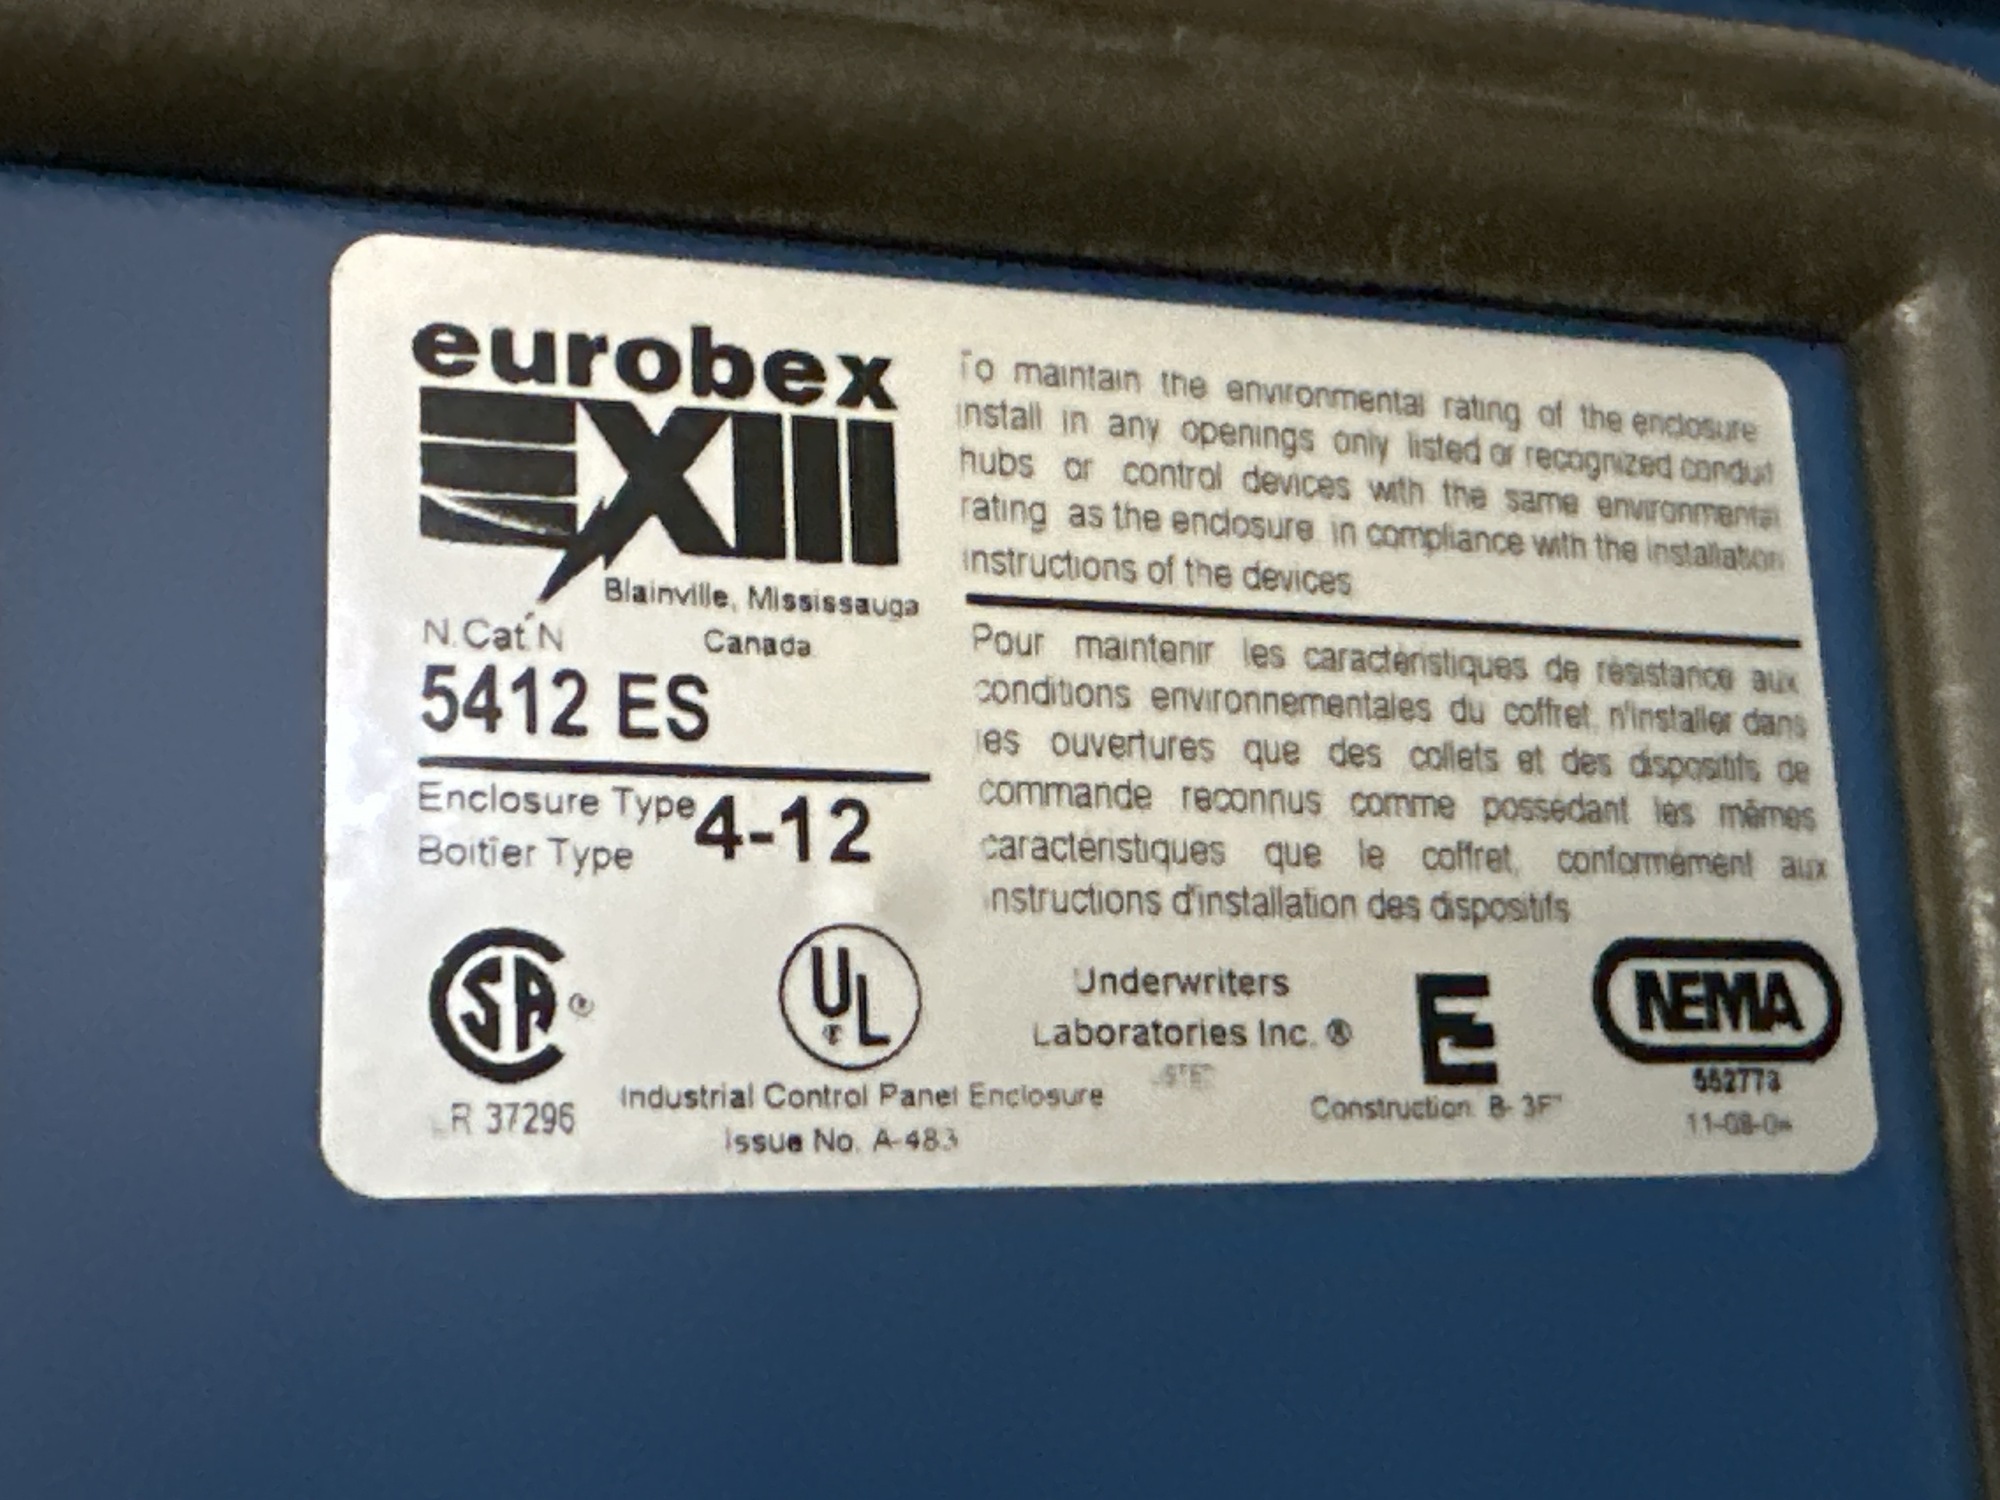 eurobex
EXIII
Blainville, Mississauga
Canada
N.Cat.N
5412 ES
Enclosure Type 4-12
Boitier Type
To maintain the environmental rating of the enclosure
install in any openings only listed or recognized conduit
hubs or control devices with the same environmental
rating as the enclosure in compliance with the installation
instructions of the devices
Pour maintenir les caractéristiques de résistance aux
conditions environnementales du coffret, n'installer dans
les ouvertures que des collets et des dispositifs de
commande reconnus comme possédant les mêmes
caractéristiques que le coffret, conformément aux
instructions d'installation des dispositifs
CSA ®
LR 37296
UL
Industrial Control Panel Enclosure
Issue No. A-483
Underwriters
Laboratories Inc. ®
Construction
NEMA
552773